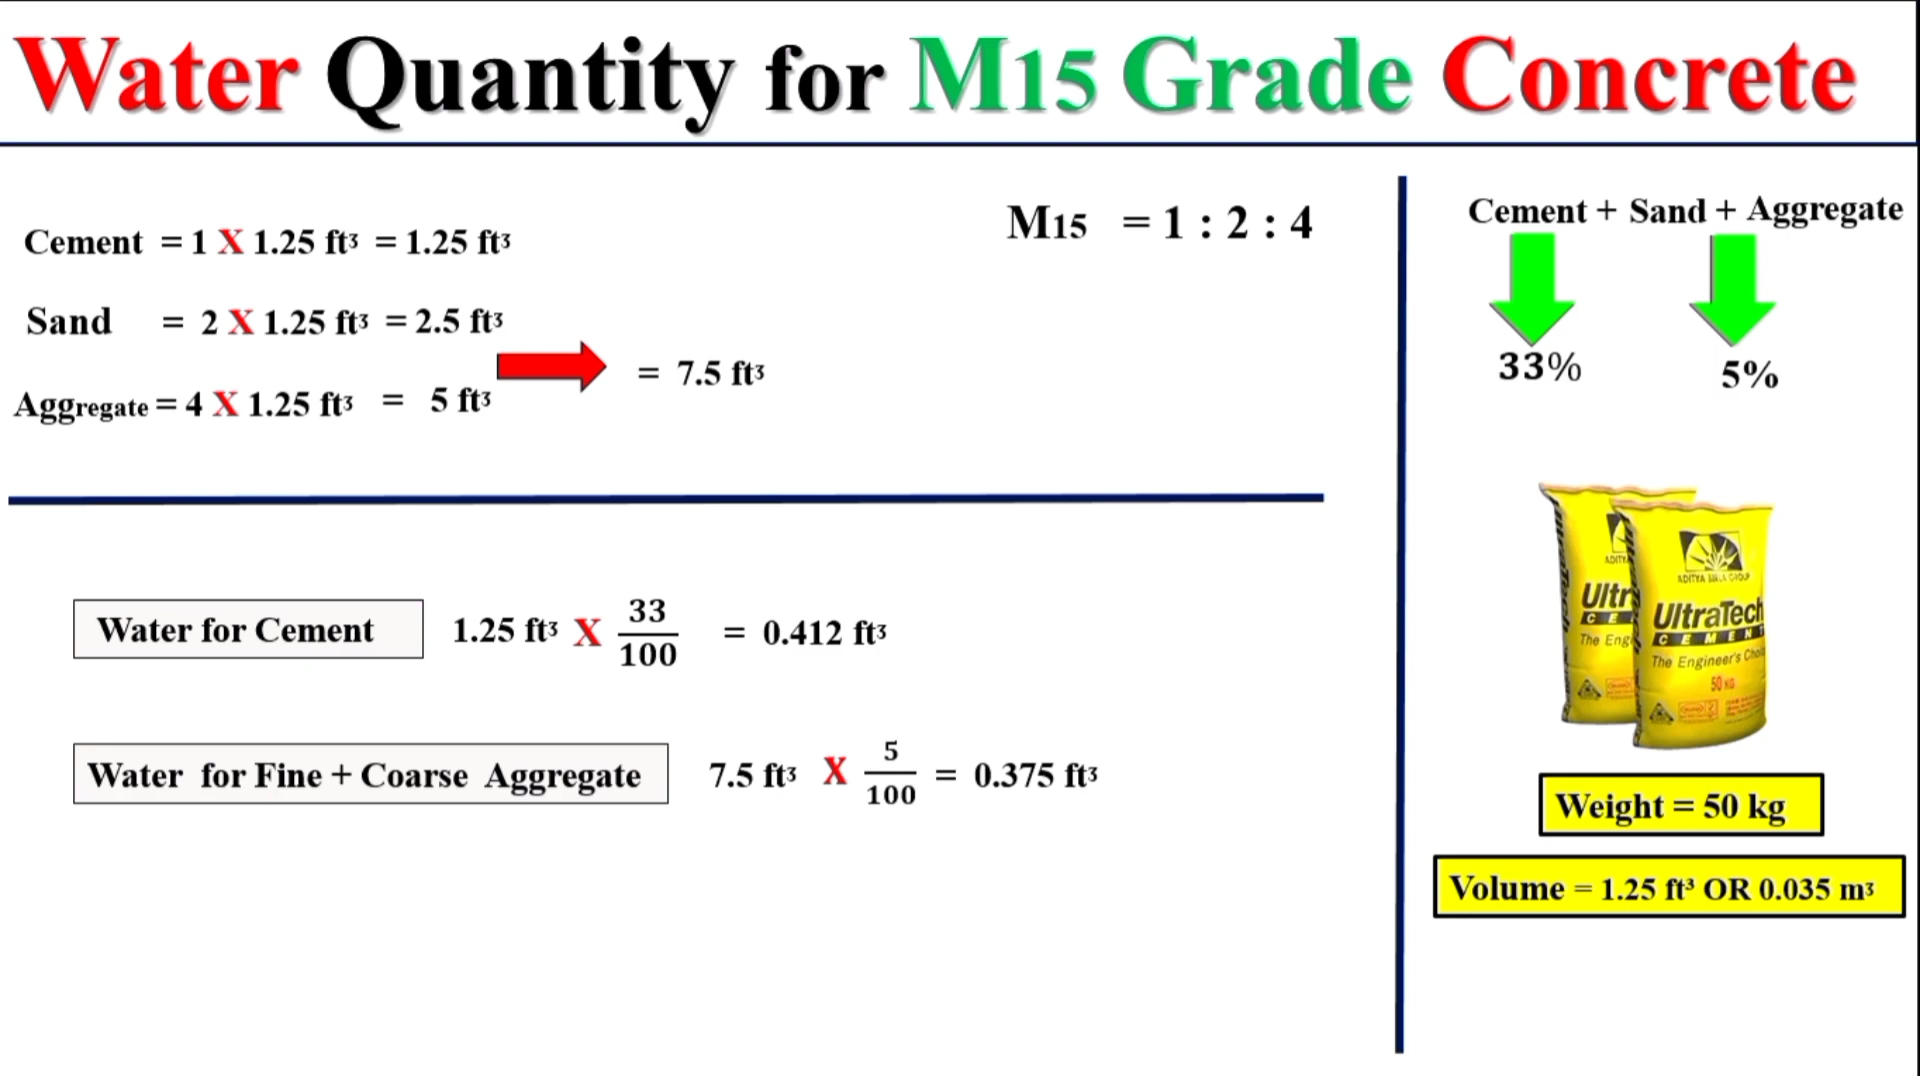 Water Quantity for M15 Grade Concrete
Cement = 1 X 1.25 ft³ = 1.25 ft³
Sand = 2 X 1.25 ft³ = 2.5 ft³
Aggregate = 4 X 1.25 ft³ = 5 ft³
= 7.5 ft³
M15 = 1 : 2 : 4
Water for Cement 1.25 ft³ X 33/100 = 0.412 ft³
Water for Fine + Coarse Aggregate 7.5 ft³ X 5/100 = 0.375 ft³
Cement + Sand + Aggregate
33% 5%
ADITYA BIRLA GROUP
UltraTech
CEMENT
The Engineer's Choice
50 KG
Weight = 50 kg
Volume = 1.25 ft³ OR 0.035 m³